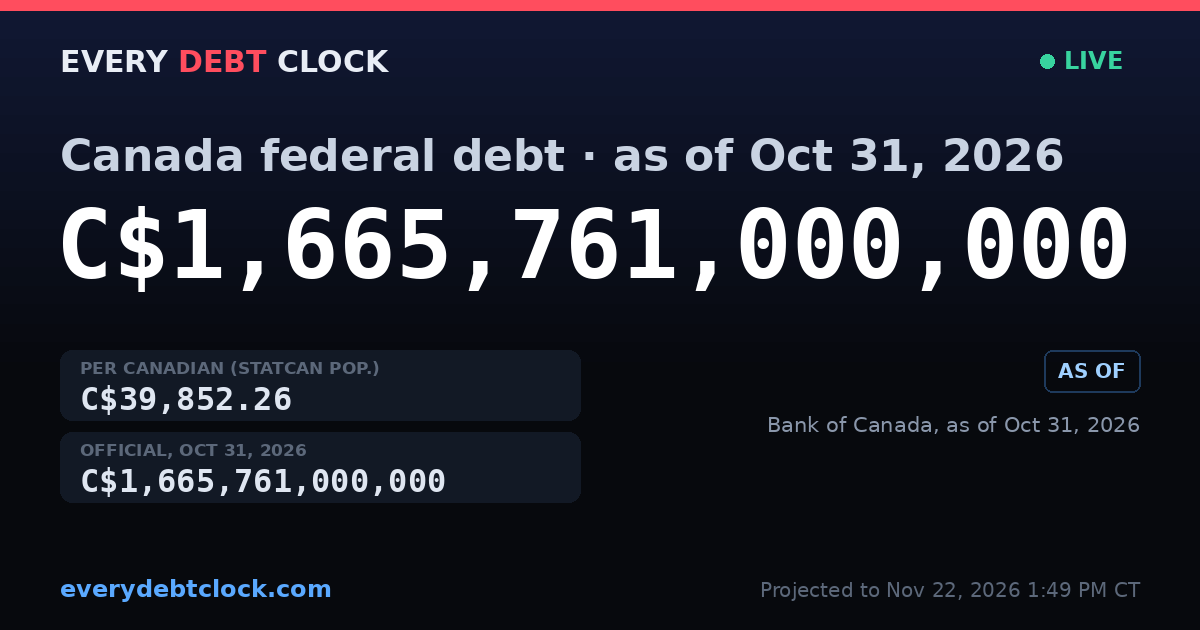 EVERY DEBT CLOCK
LIVE
Canada federal debt · as of Oct 31, 2026
C$1,665,761,000,000
PER CANADIAN (STATCAN POP.)
C$39,852.26
AS OF
Bank of Canada, as of Oct 31, 2026
OFFICIAL, OCT 31, 2026
C$1,665,761,000,000
everydebtclock.com
Projected to Nov 22, 2026 1:49 PM CT